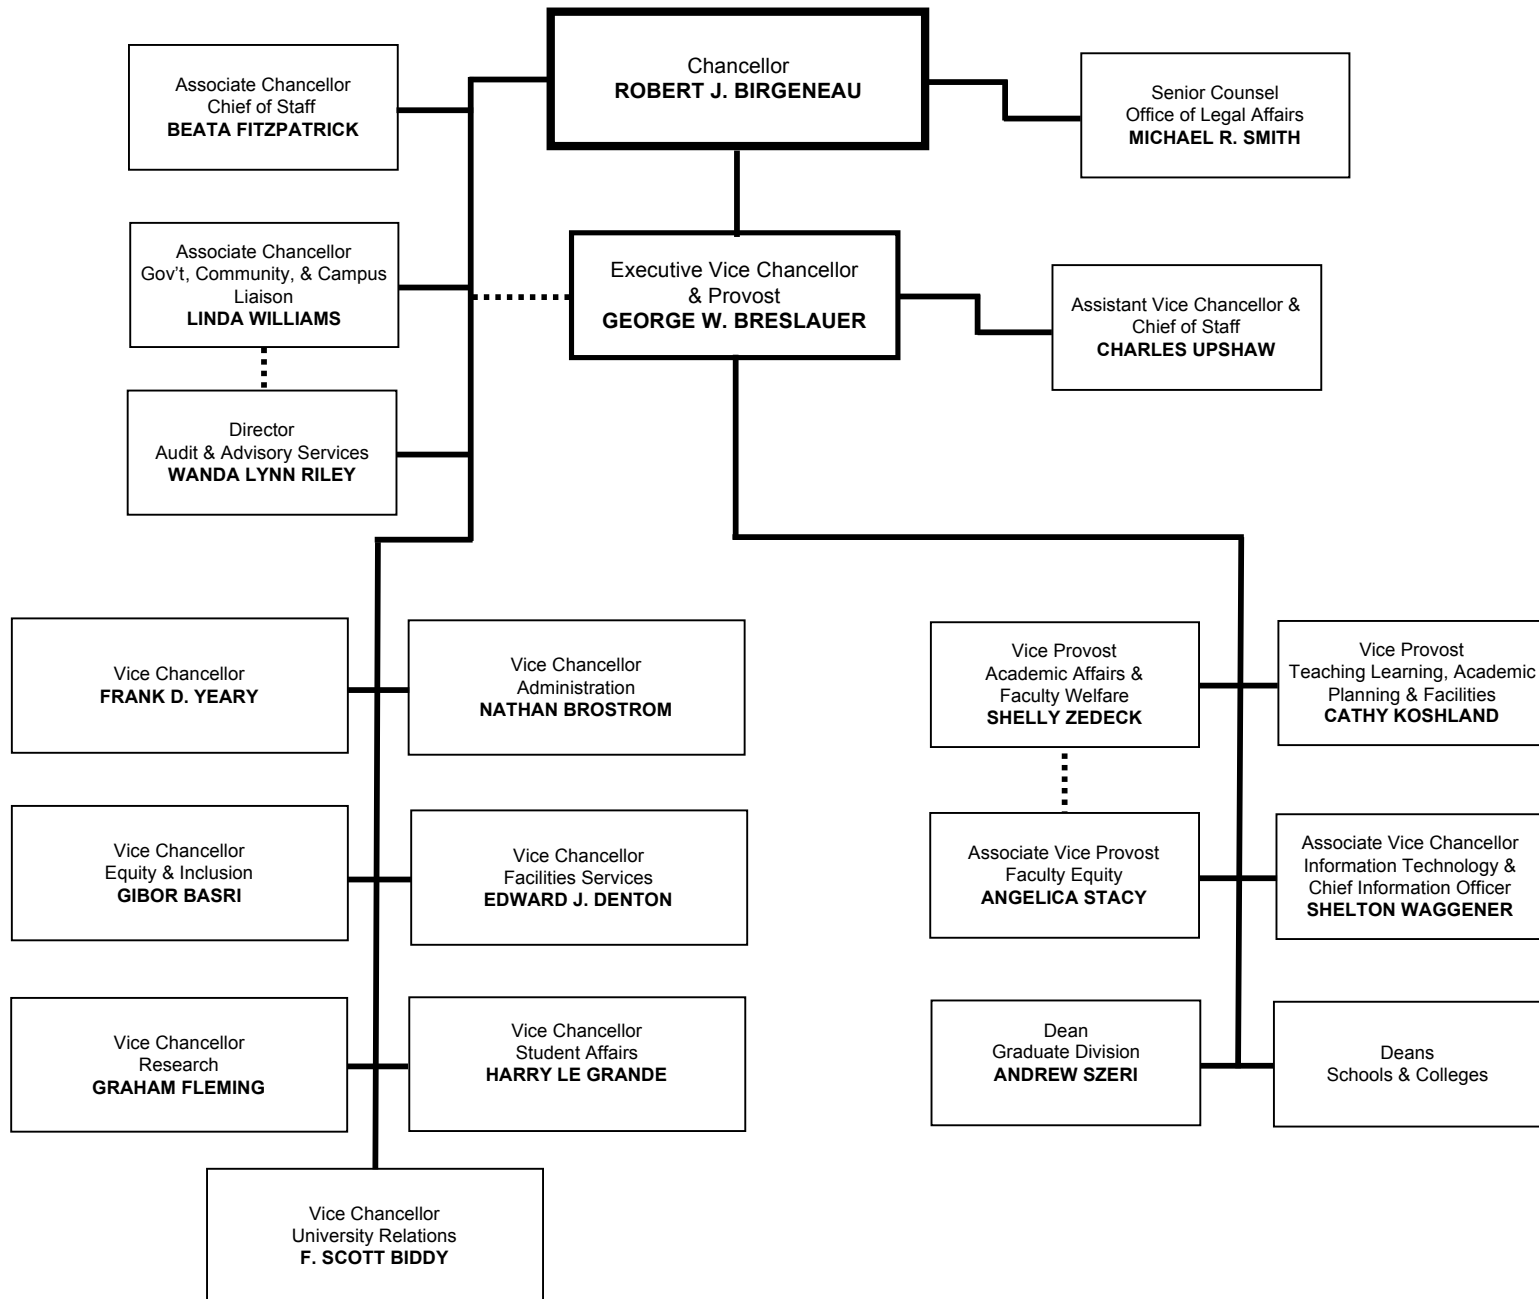 Chancellor
ROBERT J. BIRGENEAU
Associate Chancellor
Chief of Staff
BEATA FITZPATRICK
Senior Counsel
Office of Legal Affairs
MICHAEL R. SMITH
Associate Chancellor
Gov’t, Community, & Campus
Liaison
LINDA WILLIAMS
Executive Vice Chancellor
& Provost
GEORGE W. BRESLAUER
Assistant Vice Chancellor &
Chief of Staff
CHARLES UPSHAW
Director
Audit & Advisory Services
WANDA LYNN RILEY
Vice Chancellor
FRANK D. YEARY
Vice Chancellor
Administration
NATHAN BROSTROM
Vice Provost
Academic Affairs &
Faculty Welfare
SHELLY ZEDECK
Vice Provost
Teaching Learning, Academic
Planning & Facilities
CATHY KOSHLAND
Vice Chancellor
Equity & Inclusion
GIBOR BASRI
Vice Chancellor
Facilities Services
EDWARD J. DENTON
Associate Vice Provost
Faculty Equity
ANGELICA STACY
Associate Vice Chancellor
Information Technology &
Chief Information Officer
SHELTON WAGGENER
Vice Chancellor
Research
GRAHAM FLEMING
Vice Chancellor
Student Affairs
HARRY LE GRANDE
Dean
Graduate Division
ANDREW SZERI
Deans
Schools & Colleges
Vice Chancellor
University Relations
F. SCOTT BIDDY